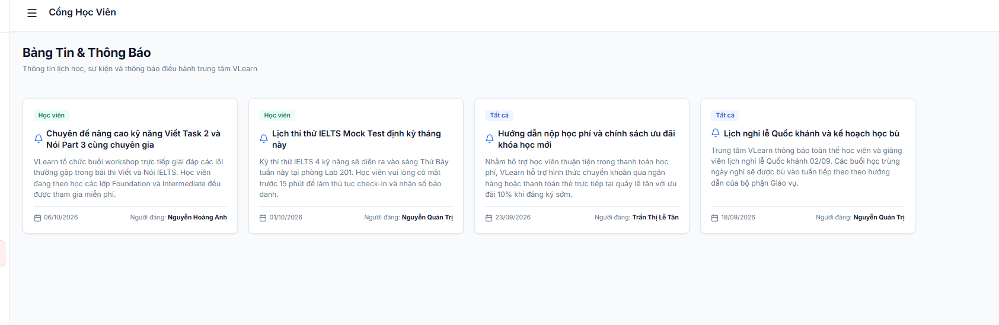 Cổng Học Viên
Bảng Tin & Thông Báo
Thông tin lịch học, sự kiện và thông báo điều hành trung tâm VLearn
Học viên
Chuyên đề nâng cao kỹ năng Viết Task 2 và
Nói Part 3 cùng chuyên gia
VLearn tổ chức buổi workshop trực tiếp giải đáp các lỗi
thường gặp trong bài thi Viết và Nói IELTS. Học viên
đang theo học các lớp Foundation và Intermediate đều
được tham gia miễn phí.
06/10/2026
Người đăng: Nguyễn Hoàng Anh
Học viên
Lịch thi thử IELTS Mock Test định kỳ tháng
này
Kỳ thi thử IELTS 4 kỹ năng sẽ diễn ra vào sáng Thứ Bảy
tuần này tại phòng Lab 201. Học viên vui lòng có mặt
trước 15 phút để làm thủ tục check-in và nhận số báo
danh.
01/10/2026
Người đăng: Nguyễn Quản Trị
Tất cả
Hướng dẫn nộp học phí và chính sách ưu đãi
khóa học mới
Nhằm hỗ trợ học viên thuận tiện trong thanh toán học
phí, VLearn hỗ trợ hình thức chuyển khoản qua ngân
hàng hoặc thanh toán thẻ trực tiếp tại quầy lễ tân với ưu
đãi 10% khi đăng ký sớm.
23/09/2026
Người đăng: Trần Thị Lễ Tân
Tất cả
Lịch nghỉ lễ Quốc khánh và kế hoạch học bù
Trung tâm VLearn thông báo toàn thể học viên và giảng
viên lịch nghỉ lễ Quốc khánh 02/09. Các buổi học trùng
ngày nghỉ sẽ được bù vào tuần tiếp theo theo hướng
dẫn của bộ phận Giáo vụ.
18/09/2026
Người đăng: Nguyễn Quản Trị